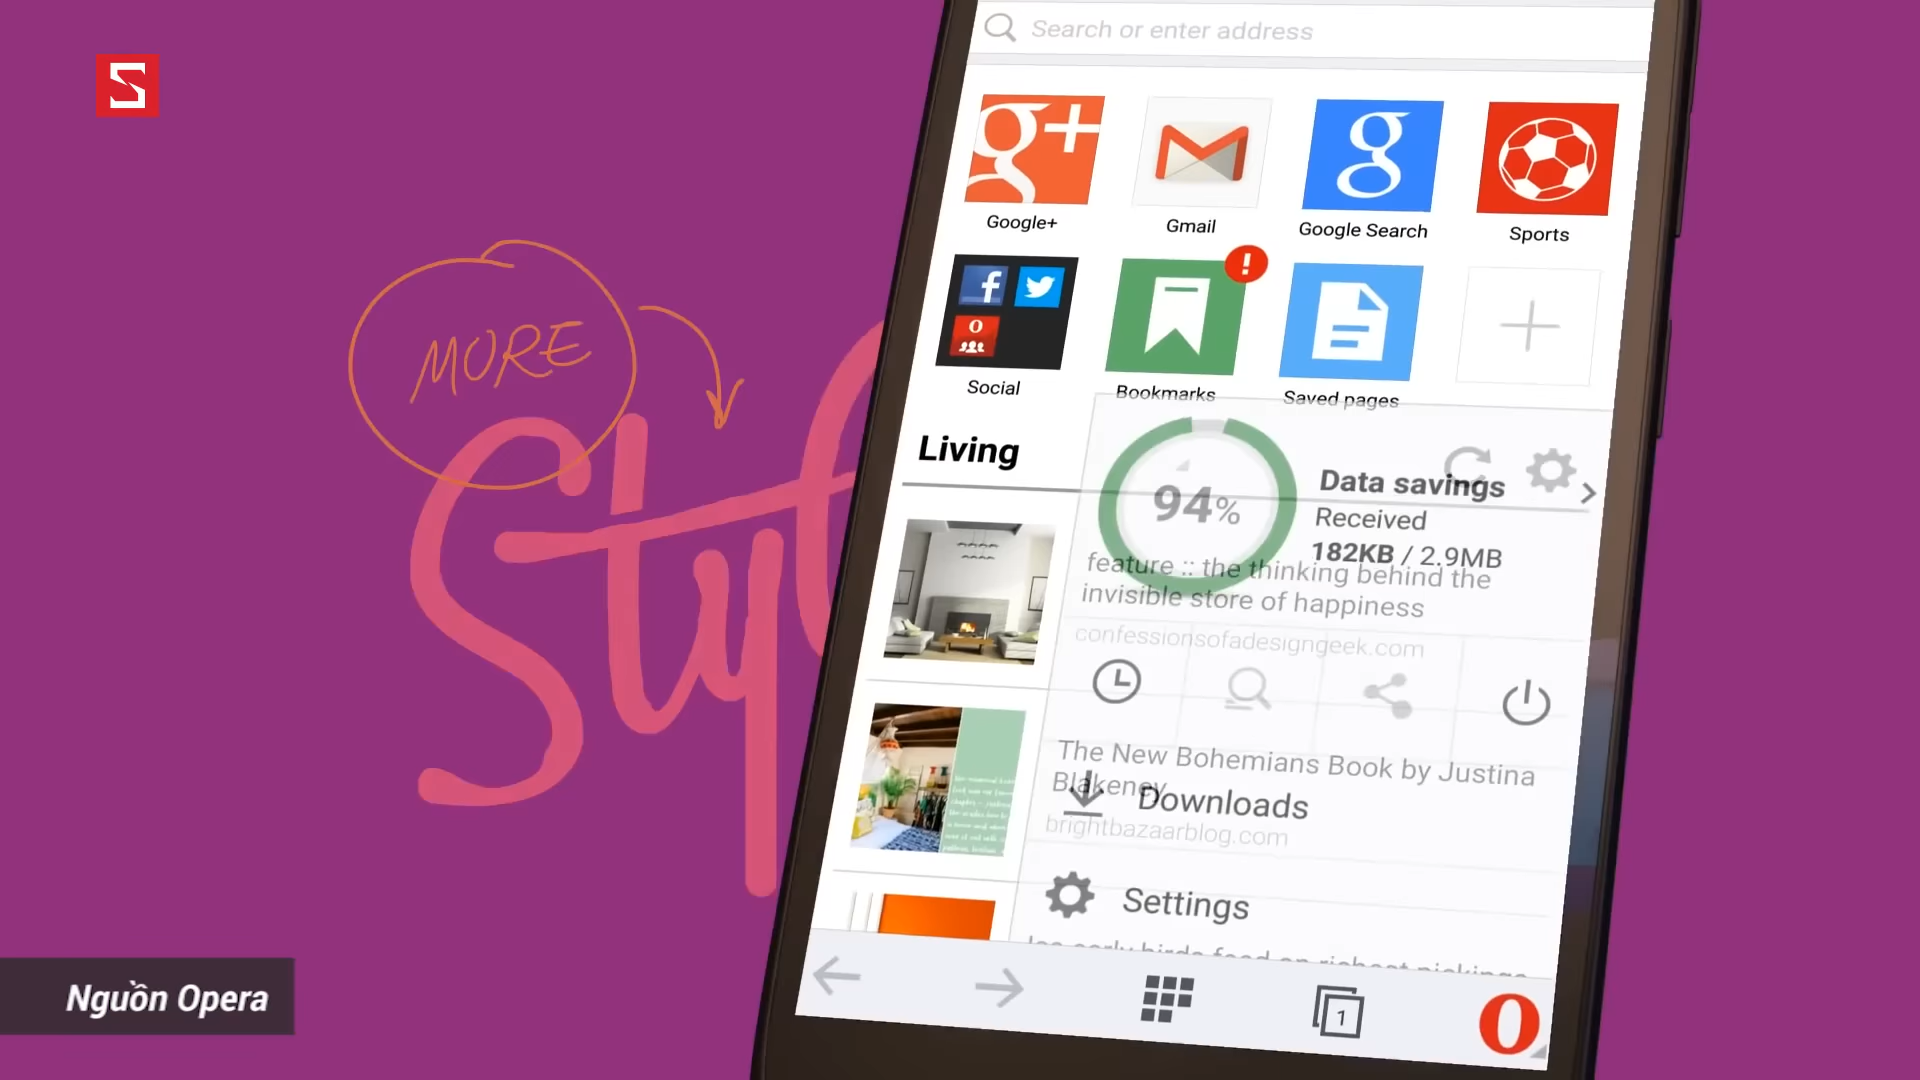 S
MORE
Style
Search or enter address
g+
g
Google+
Gmail
Google Search
Sports
f
!
Social
Bookmarks
Saved pages
Living
94%
Data savings
Received
182KB / 2.9MB
feature :: the thinking behind the
invisible store of happiness
confessionsofadesigngeek.com
The New Bohemians Book by Justina
Blakeney
Downloads
brightbazaarblog.com
Settings
1
O
Nguồn Opera